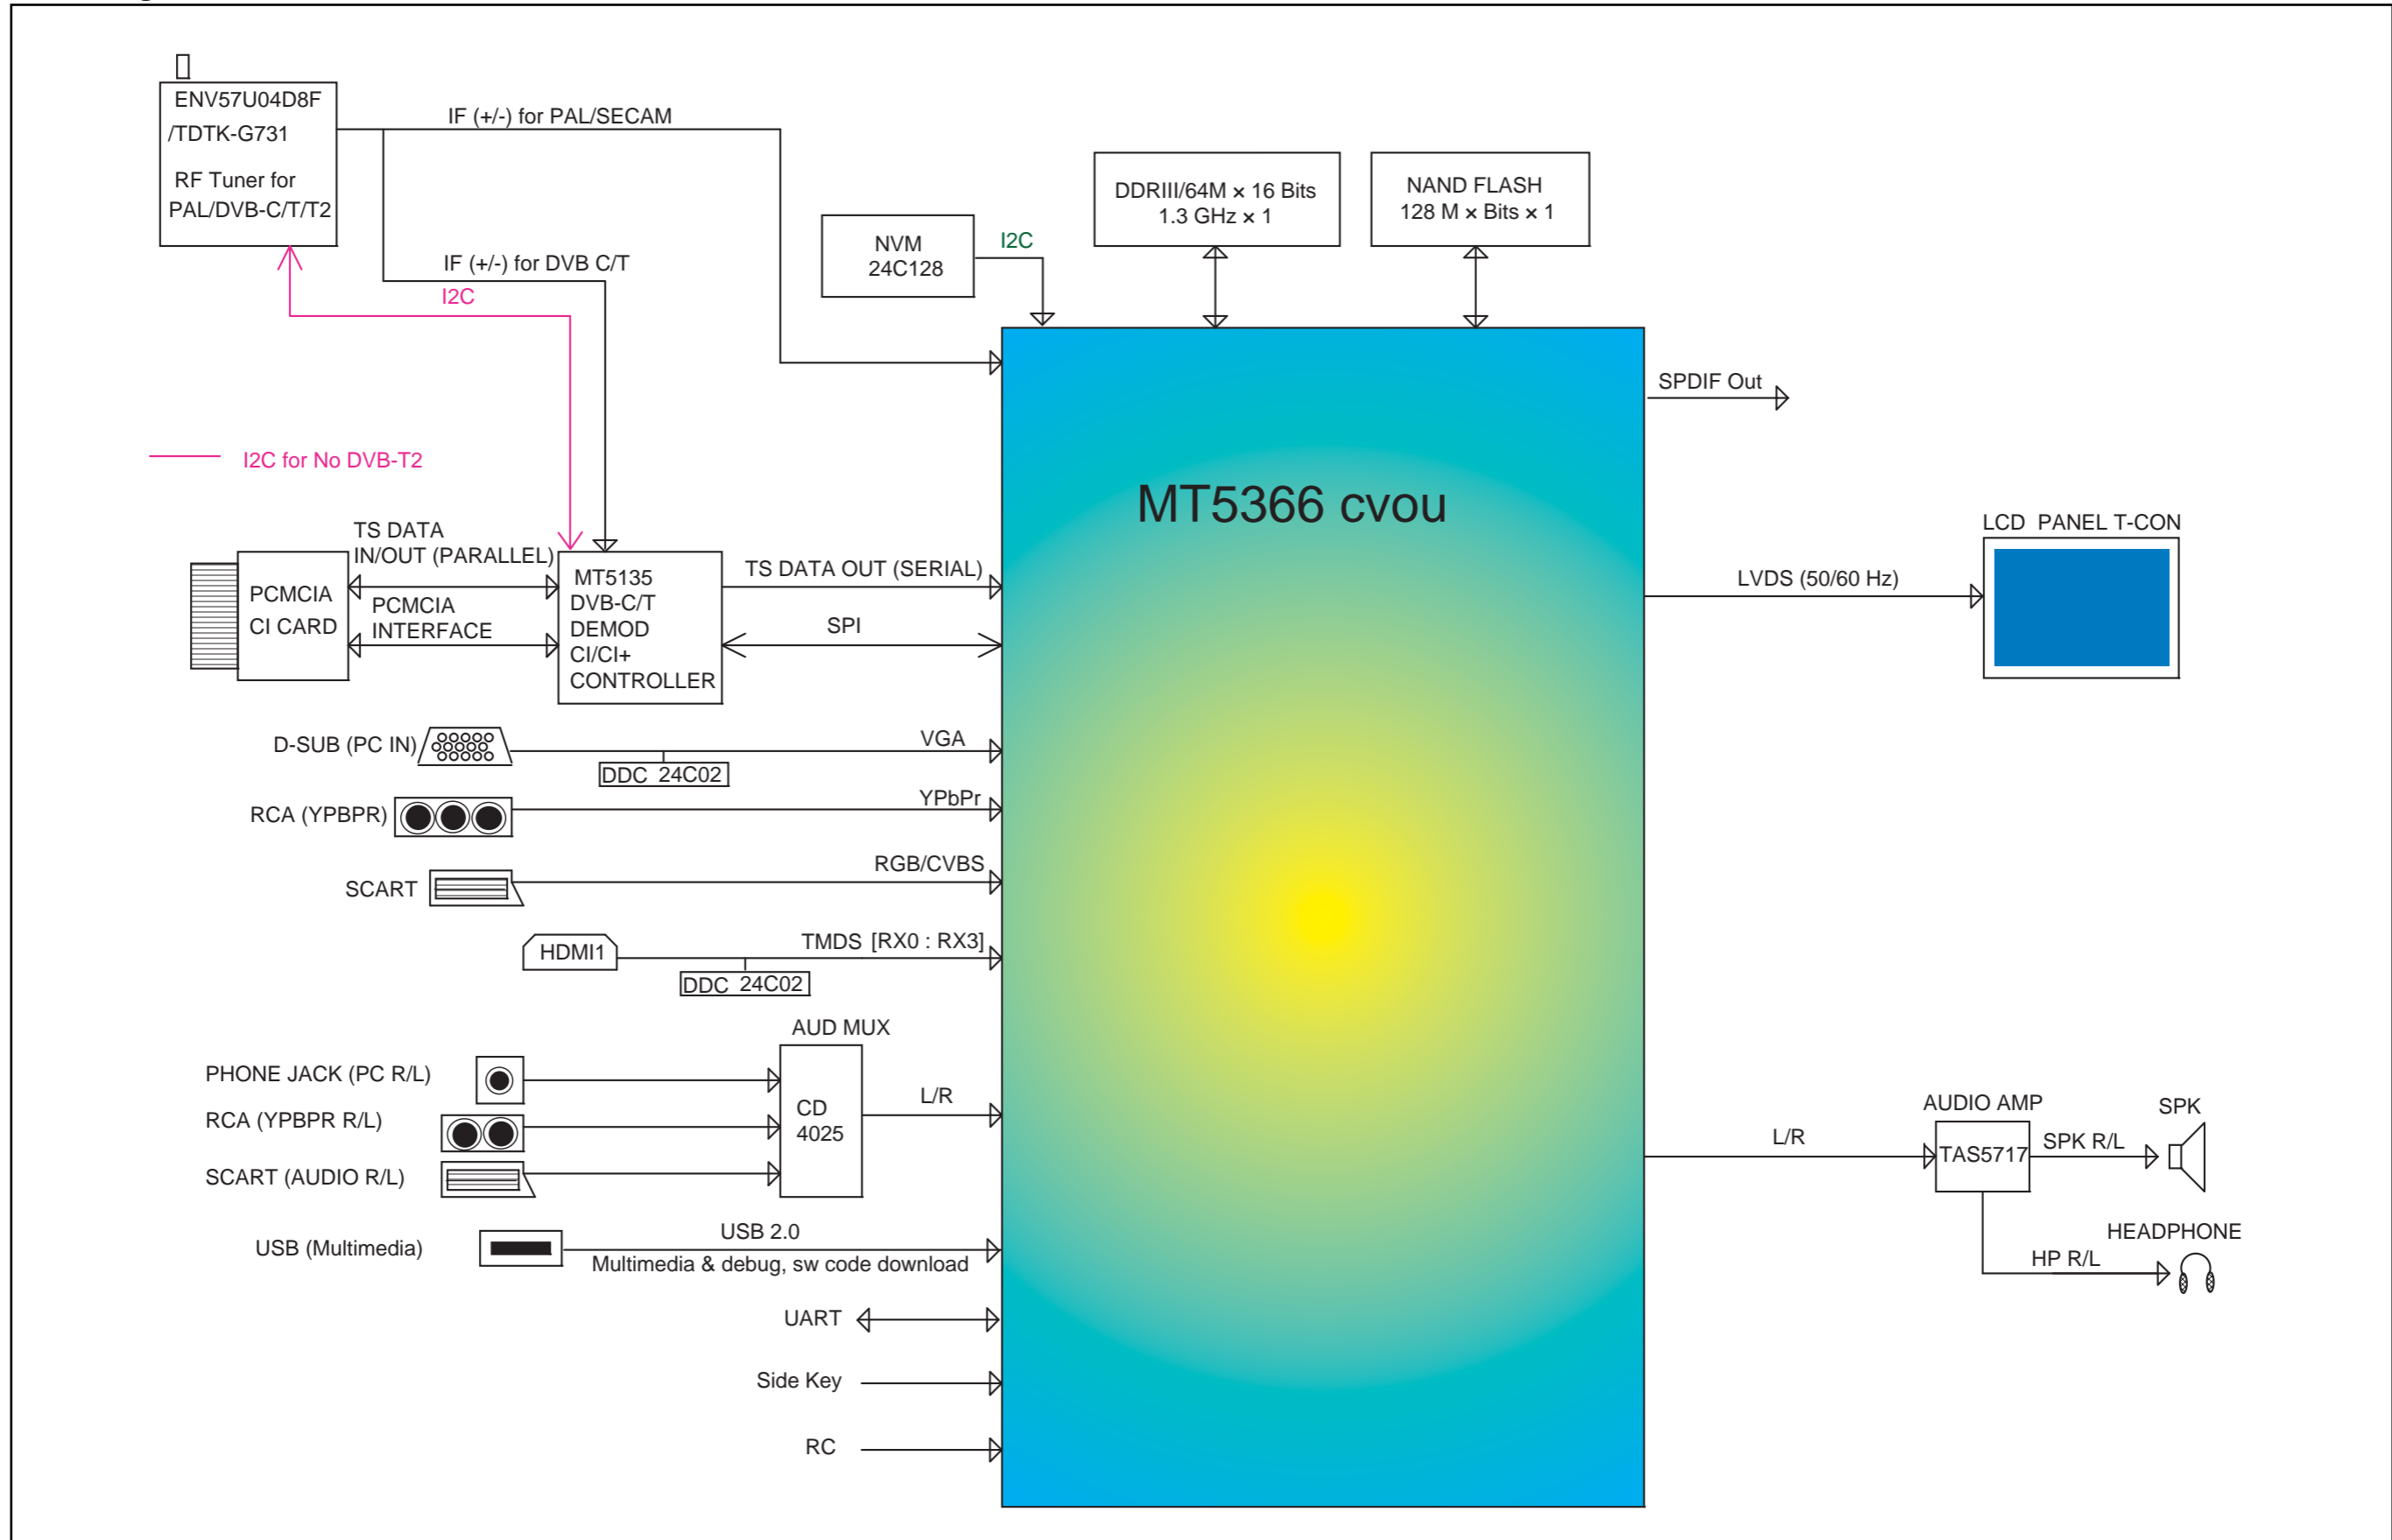 ENV57U04D8F
/TDTK-G731
RF Tuner for
PAL/DVB-C/T/T2
IF (+/-) for PAL/SECAM
IF (+/-) for DVB C/T
I2C
I2C for No DVB-T2
NVM
24C128
I2C
DDRIII/64M × 16 Bits
1.3 GHz × 1
NAND FLASH
128 M × Bits × 1
MT5366 cvou
SPDIF Out
LCD PANEL T-CON
LVDS (50/60 Hz)
PCMCIA
CI CARD
TS DATA
IN/OUT (PARALLEL)
PCMCIA
INTERFACE
MT5135
DVB-C/T
DEMOD
CI/CI+
CONTROLLER
TS DATA OUT (SERIAL)
SPI
D-SUB (PC IN)
DDC 24C02
VGA
RCA (YPBPR)
YPbPr
SCART
RGB/CVBS
HDMI1
TMDS [RX0 : RX3]
DDC 24C02
AUD MUX
PHONE JACK (PC R/L)
RCA (YPBPR R/L)
SCART (AUDIO R/L)
CD
4025
L/R
USB (Multimedia)
USB 2.0
Multimedia & debug, sw code download
UART
Side Key
RC
L/R
AUDIO AMP
TAS5717
SPK R/L
SPK
HP R/L
HEADPHONE